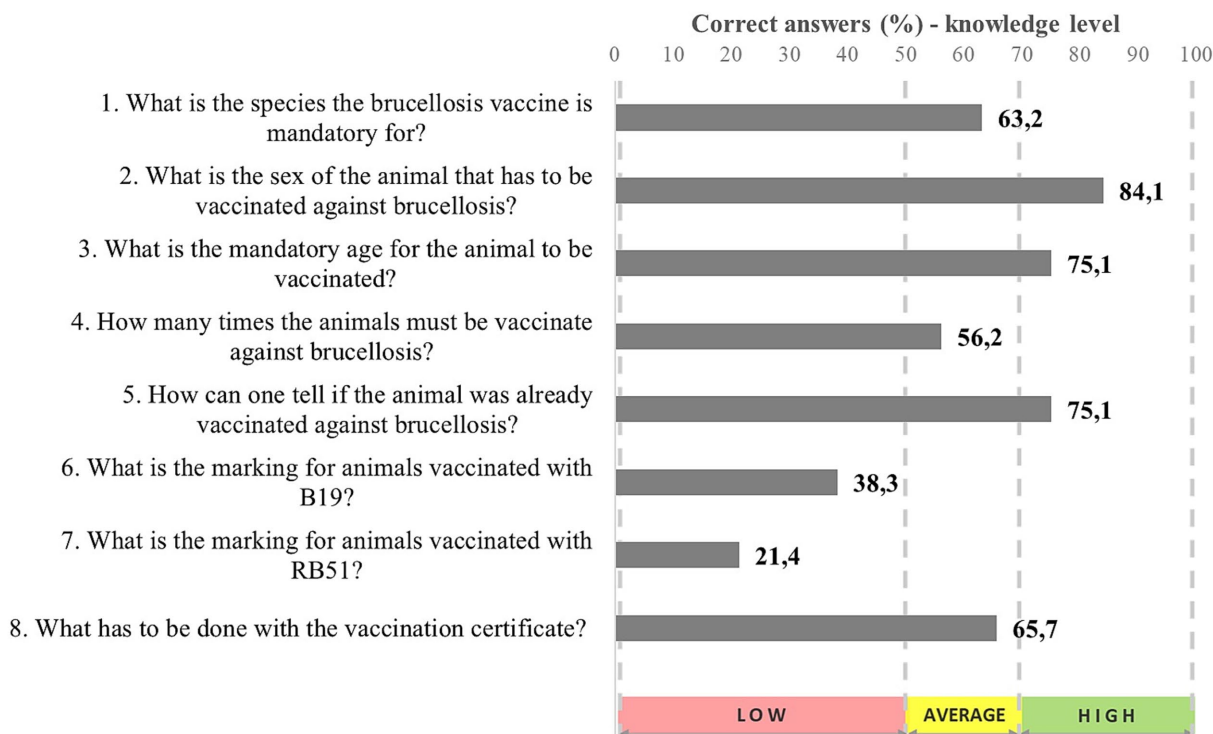 Correct answers (%) - knowledge level
0 10 20 30 40 50 60 70 80 90 100
1. What is the species the brucellosis vaccine is
mandatory for?
63,2
2. What is the sex of the animal that has to be
vaccinated against brucellosis?
84,1
3. What is the mandatory age for the animal to be
vaccinated?
75,1
4. How many times the animals must be vaccinate
against brucellosis?
56,2
5. How can one tell if the animal was already
vaccinated against brucellosis?
75,1
6. What is the marking for animals vaccinated with
B19?
38,3
7. What is the marking for animals vaccinated with
RB51?
21,4
8. What has to be done with the vaccination certificate?
65,7
LOW AVERAGE HIGH